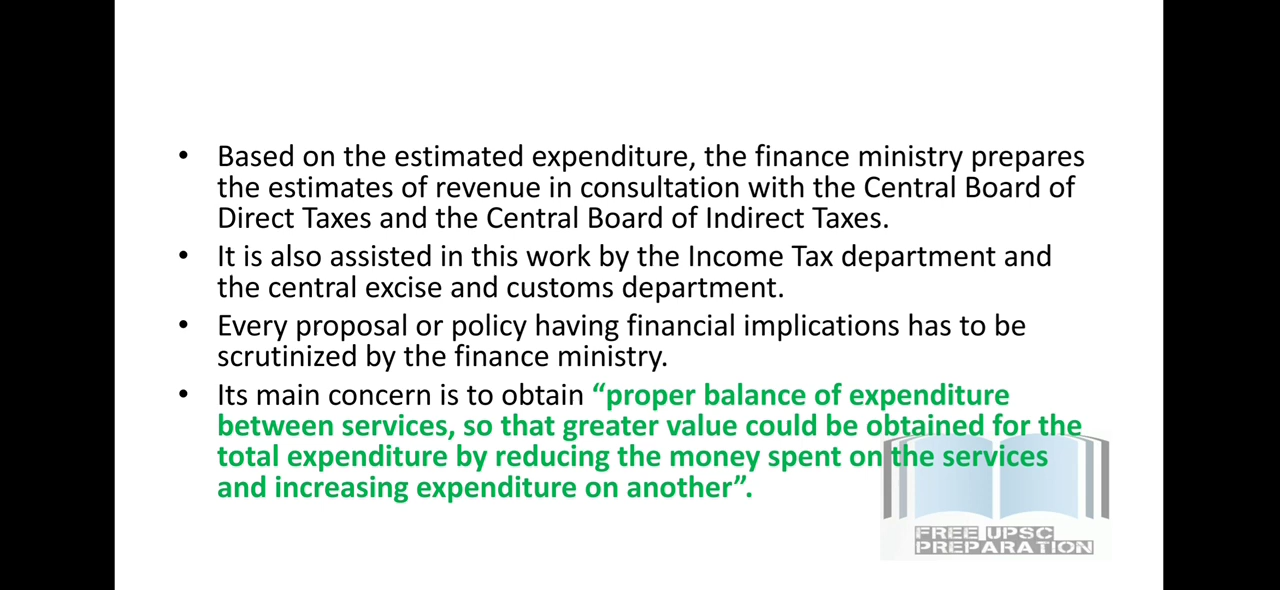 • Based on the estimated expenditure, the finance ministry prepares
the estimates of revenue in consultation with the Central Board of
Direct Taxes and the Central Board of Indirect Taxes.
• It is also assisted in this work by the Income Tax department and
the central excise and customs department.
• Every proposal or policy having financial implications has to be
scrutinized by the finance ministry.
• Its main concern is to obtain “proper balance of expenditure
between services, so that greater value could be obtained for the
total expenditure by reducing the money spent on the services
and increasing expenditure on another”.
FREE UPSC
PREPARATION